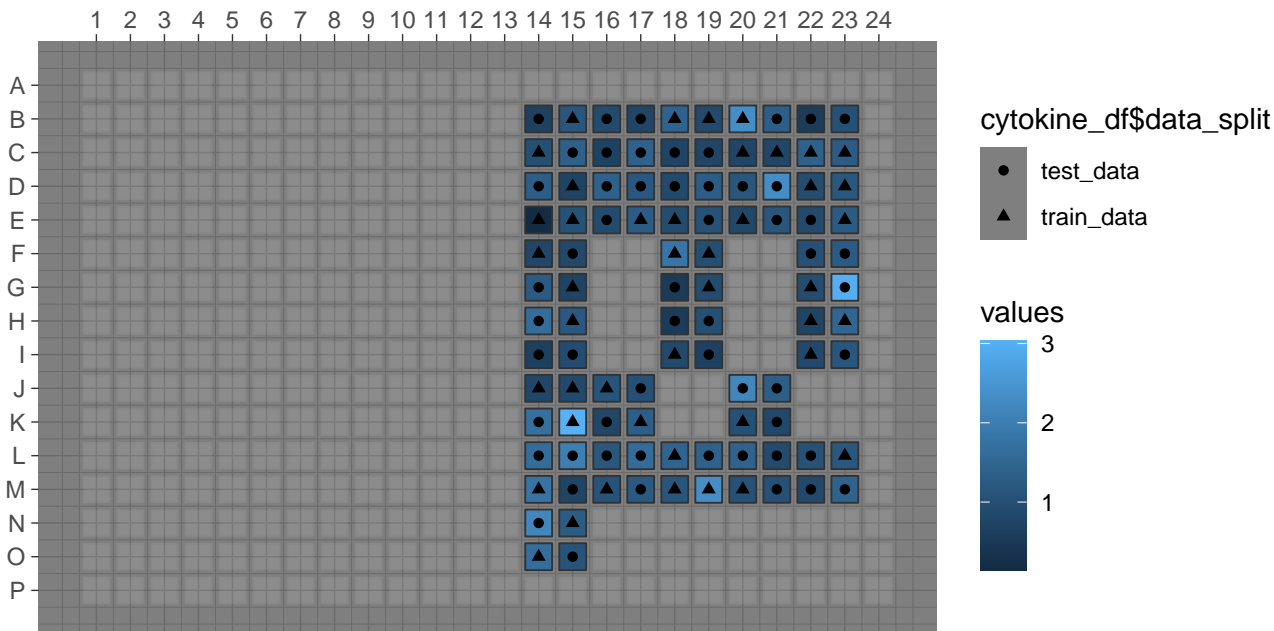 1 2 3 4 5 6 7 8 9 10 11 12 13 14 15 16 17 18 19 20 21 22 23 24
A
B
C
D
E
F
G
H
I
J
K
L
M
N
O
P
cytokine_df$data_split
test_data
train_data
values
3
2
1